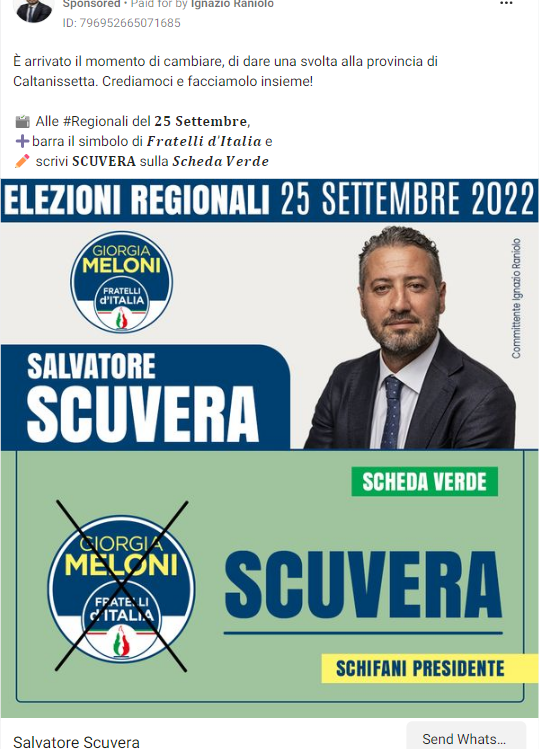 Sponsored • Paid for by Ignazio Raniolo
ID: 796952665071685
È arrivato il momento di cambiare, di dare una svolta alla provincia di
Caltanissetta. Crediamoci e facciamolo insieme!
🗳 Alle #Regionali del 25 Settembre,
➕barra il simbolo di Fratelli d'Italia e
✏️ scrivi SCUVERA sulla Scheda Verde
ELEZIONI REGIONALI 25 SETTEMBRE 2022
GIORGIA
MELONI
FRATELLI
d'ITALIA
Committente Ignazio Raniolo
SALVATORE
SCUVERA
SCHEDA VERDE
GIORGIA
MELONI
FRATELLI
d'ITALIA
SCUVERA
SCHIFANI PRESIDENTE
Salvatore Scuvera
Send Whats...